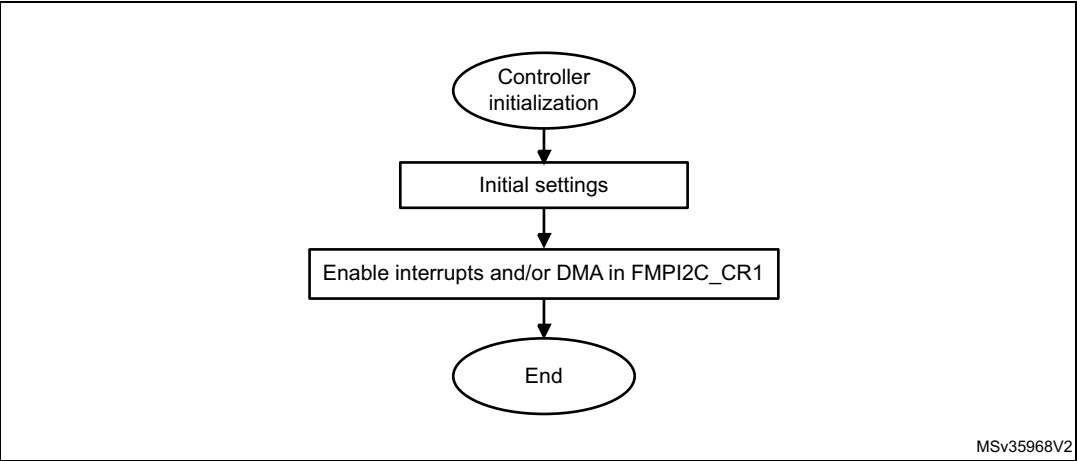 Controller
initialization
Initial settings
Enable interrupts and/or DMA in FMPI2C_CR1
End
MSv35968V2